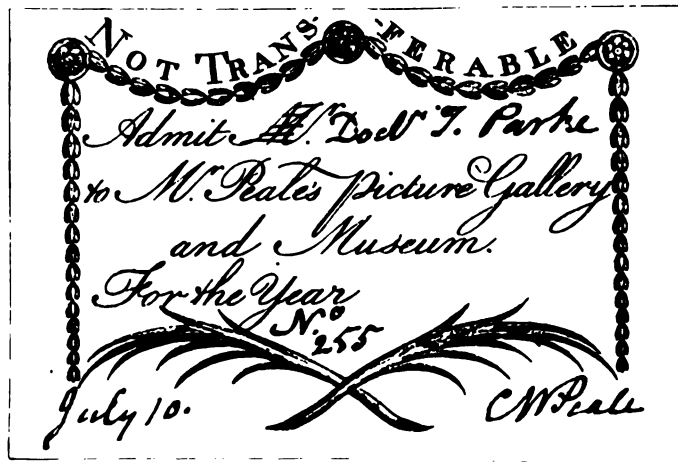 NOT TRANS-FERABLE
Admit Mr. Docr. T. Parke
to Mr. Peale's Picture Gallery
and Museum.
For the Year
N.o 255
July 10. CWPeale